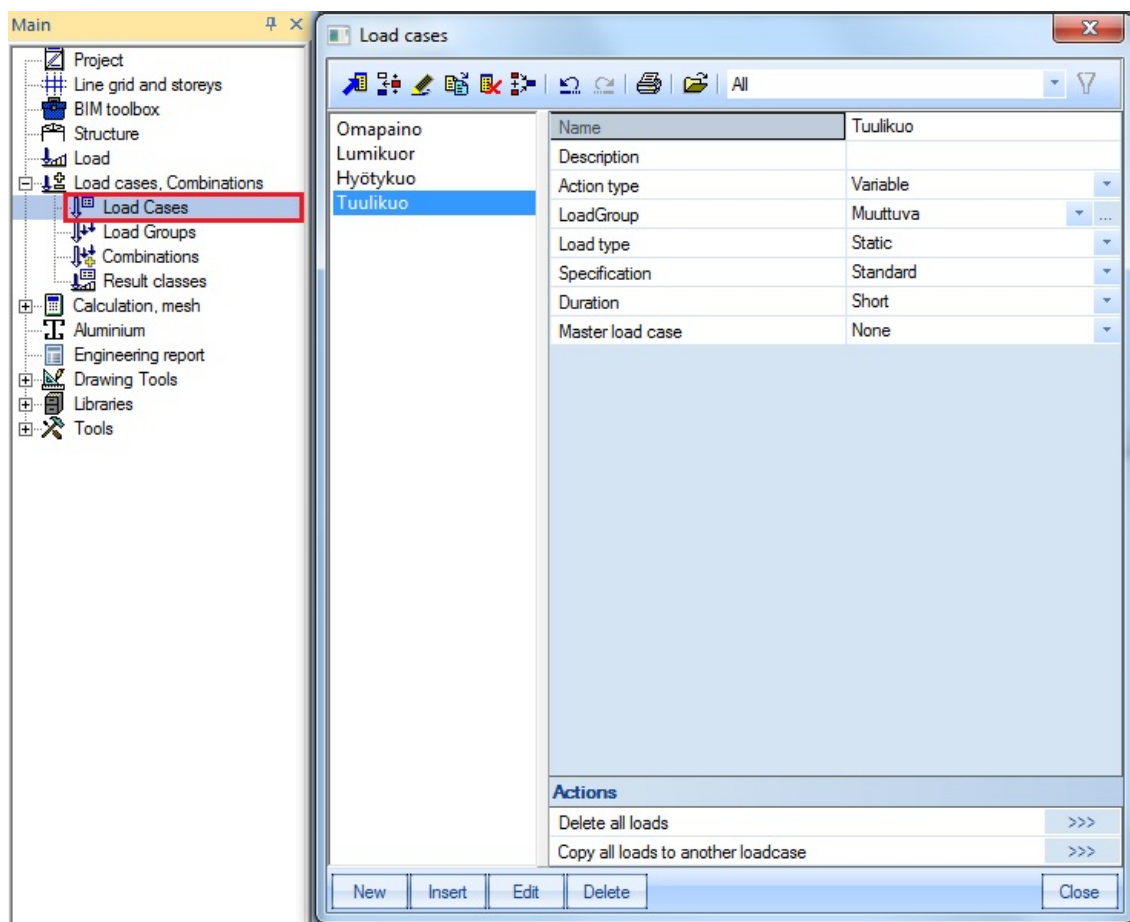 Main
Project
Line grid and storeys
BIM toolbox
Structure
Load
Load cases, Combinations
Load Cases
Load Groups
Combinations
Result classes
Calculation, mesh
Aluminium
Engineering report
Drawing Tools
Libraries
Tools
Load cases
All
Omapaino
Lumikuor
Hyötykuo
Tuulikuo
Name Tuulikuo
Description
Action type Variable
LoadGroup Muuttuva ...
Load type Static
Specification Standard
Duration Short
Master load case None
Actions
Delete all loads >>>
Copy all loads to another loadcase >>>
New Insert Edit Delete Close